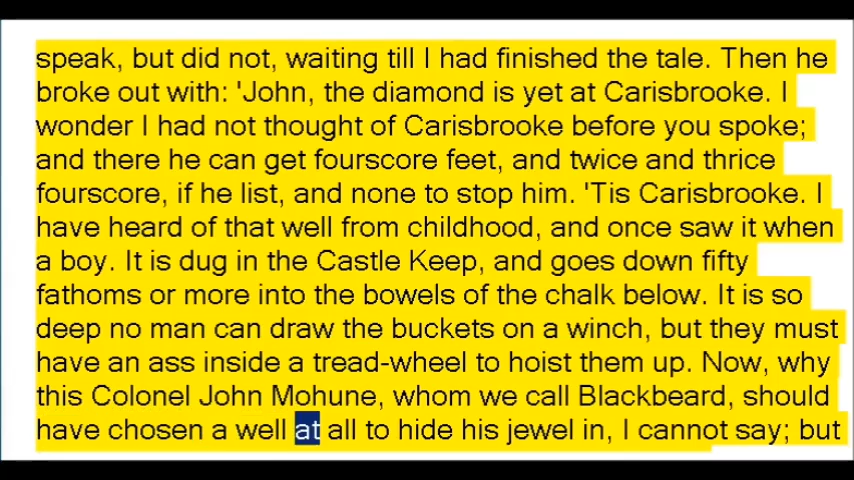 speak, but did not, waiting till I had finished the tale. Then he
broke out with: 'John, the diamond is yet at Carisbrooke. I
wonder I had not thought of Carisbrooke before you spoke;
and there he can get fourscore feet, and twice and thrice
fourscore, if he list, and none to stop him. 'Tis Carisbrooke. I
have heard of that well from childhood, and once saw it when
a boy. It is dug in the Castle Keep, and goes down fifty
fathoms or more into the bowels of the chalk below. It is so
deep no man can draw the buckets on a winch, but they must
have an ass inside a tread-wheel to hoist them up. Now, why
this Colonel John Mohune, whom we call Blackbeard, should
have chosen a well at all to hide his jewel in, I cannot say; but